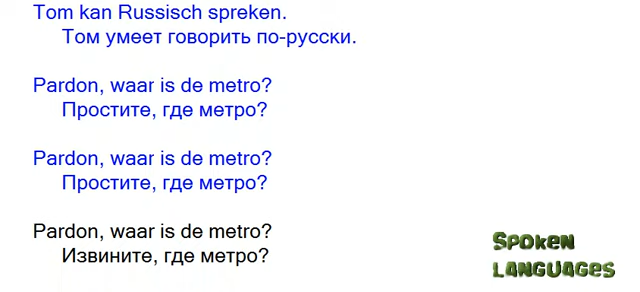 Tom kan Russisch spreken.
Том умеет говорить по-русски.
Pardon, waar is de metro?
Простите, где метро?
Pardon, waar is de metro?
Простите, где метро?
Pardon, waar is de metro?
Извините, где метро?
Spoken
Languages